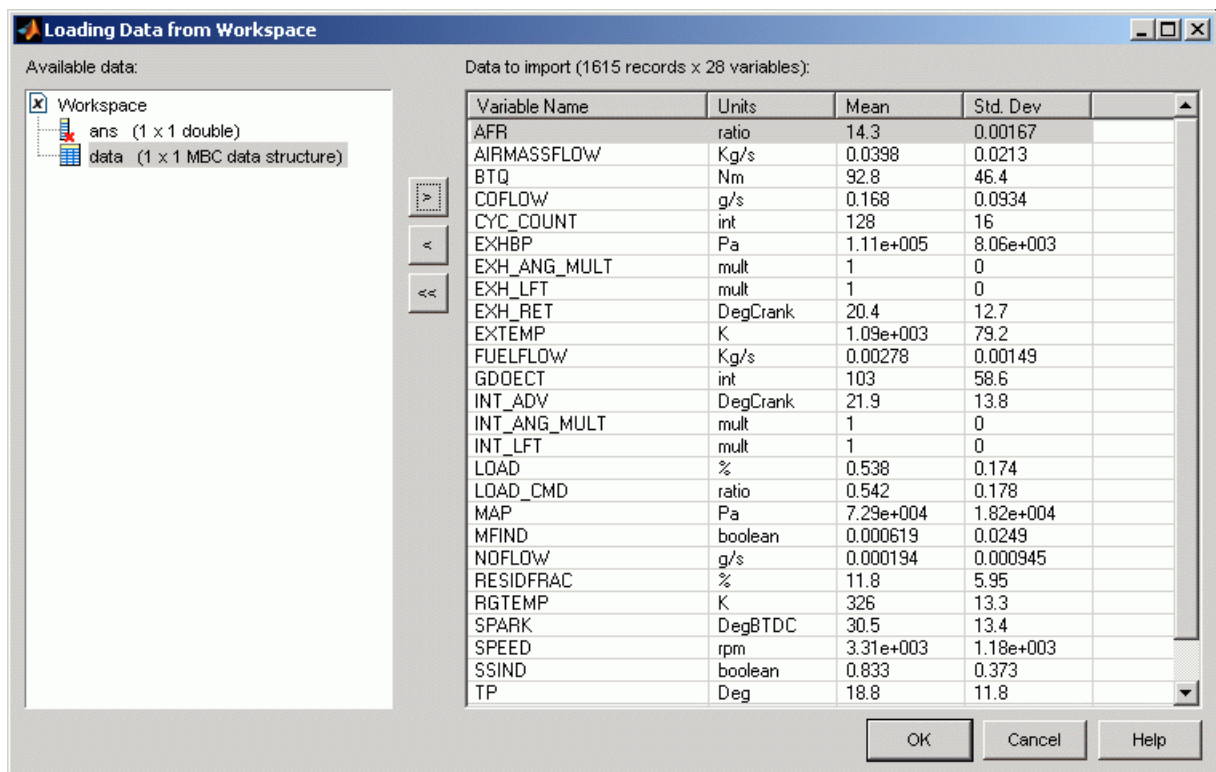 Loading Data from Workspace
Available data:
Data to import (1615 records x 28 variables):
Workspace
ans (1 x 1 double)
data (1 x 1 MBC data structure)
>
<
<<
Variable Name Units Mean Std. Dev
AFR ratio 14.3 0.00167
AIRMASSFLOW Kg/s 0.0398 0.0213
BTQ Nm 92.8 46.4
COFLOW g/s 0.168 0.0934
CYC_COUNT int 128 16
EXHBP Pa 1.11e+005 8.06e+003
EXH_ANG_MULT mult 1 0
EXH_LFT mult 1 0
EXH_RET DegCrank 20.4 12.7
EXTEMP K 1.09e+003 79.2
FUELFLOW Kg/s 0.00278 0.00149
GDOECT int 103 58.6
INT_ADV DegCrank 21.9 13.8
INT_ANG_MULT mult 1 0
INT_LFT mult 1 0
LOAD % 0.538 0.174
LOAD_CMD ratio 0.542 0.178
MAP Pa 7.29e+004 1.82e+004
MFIND boolean 0.000619 0.0249
NOFLOW g/s 0.000194 0.000945
RESIDFRAC % 11.8 5.95
RGTEMP K 326 13.3
SPARK DegBTDC 30.5 13.4
SPEED rpm 3.31e+003 1.18e+003
SSIND boolean 0.833 0.373
TP Deg 18.8 11.8
OK Cancel Help